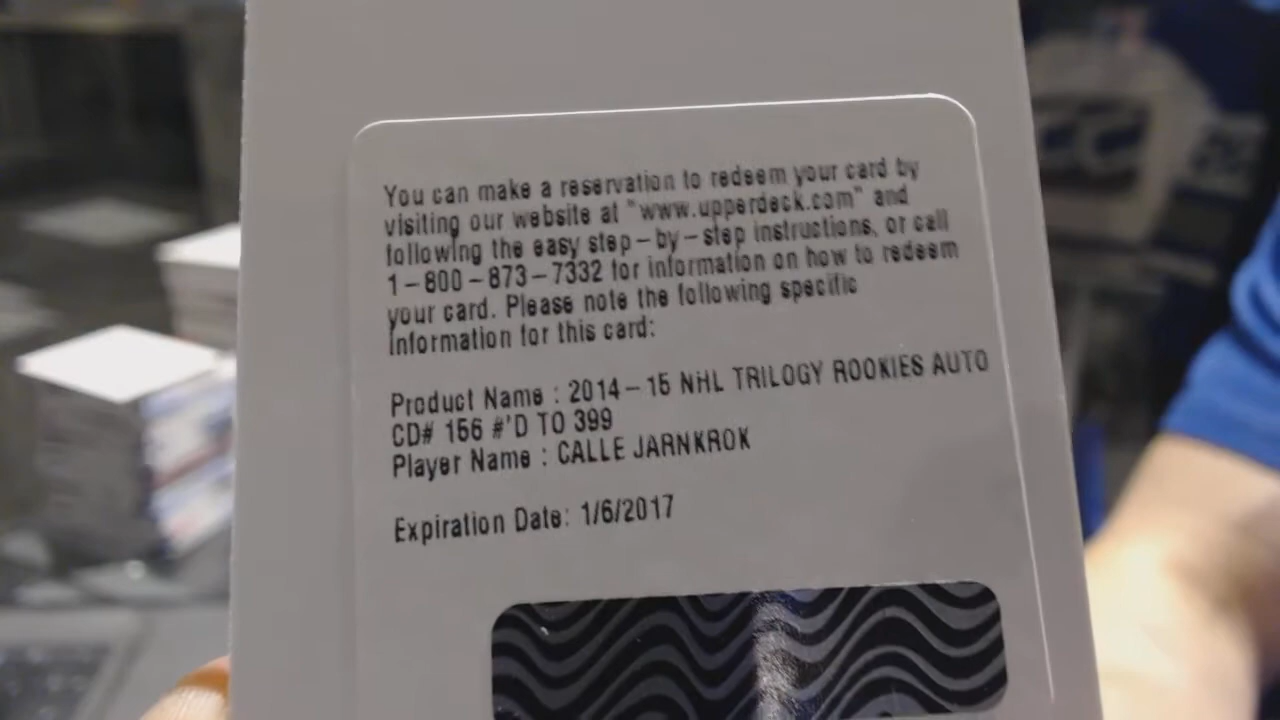 You can make a reservation to redeem your card by
visiting our website at "www.upperdeck.com" and
following the easy step-by-step instructions, or call
1-800-873-7332 for information on how to redeem
your card. Please note the following specific
information for this card:
Product Name : 2014-15 NHL TRILOGY ROOKIES AUTO
CD# 156 #'D TO 399
Player Name : CALLE JARNKROK
Expiration Date: 1/6/2017